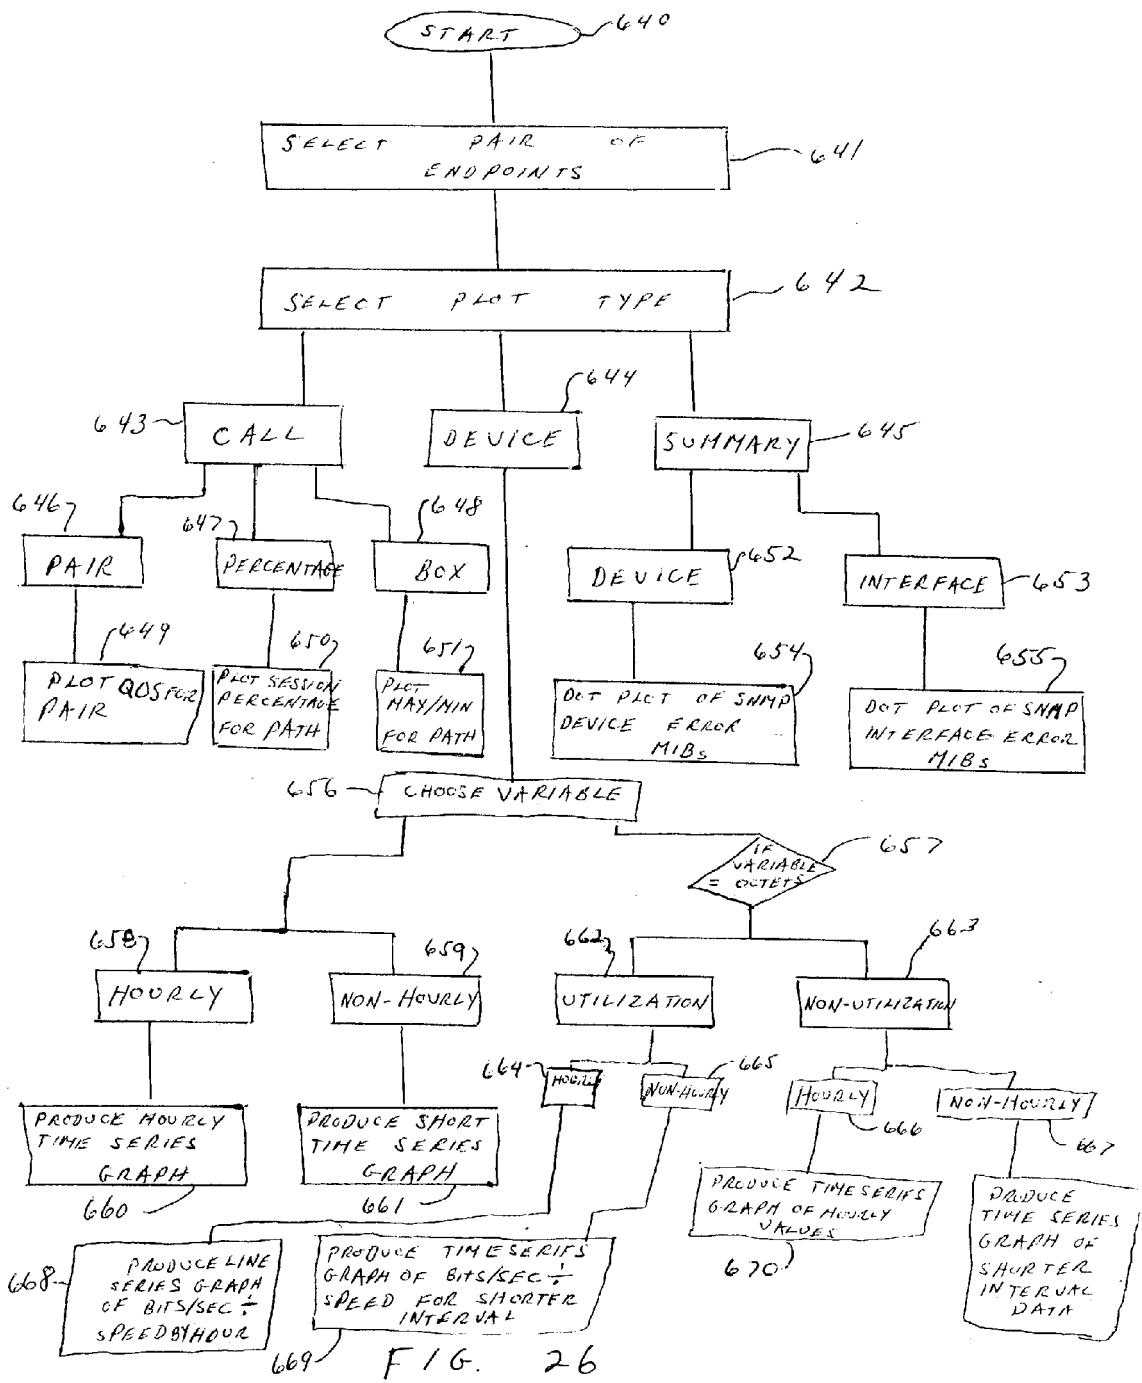 START
640
SELECT PAIR OF
ENDPOINTS
641
SELECT PLOT TYPE
642
643
CALL
DEVICE
644
SUMMARY
645
646
PAIR
647
PERCENTAGE
648
BOX
DEVICE
652
INTERFACE
653
649
PLOT QOS FOR
PAIR
650
PLOT SESSION
PERCENTAGE
FOR PATH
651
PLOT
MAX/MIN
FOR PATH
654
DOT PLOT OF SNMP
DEVICE ERROR
MIBs
655
DOT PLOT OF SNMP
INTERFACE ERROR
MIBs
656
CHOOSE VARIABLE
IF
VARIABLE
= OCTETS
657
658
HOURLY
659
NON-HOURLY
662
UTILIZATION
663
NON-UTILIZATION
664
HOURLY
NON-HOURLY
665
HOURLY
666
NON-HOURLY
667
PRODUCE HOURLY
TIME SERIES
GRAPH
660
PRODUCE SHORT
TIME SERIES
GRAPH
661
PRODUCE TIME SERIES
GRAPH OF HOURLY
VALUES
670
PRODUCE
TIME SERIES
GRAPH OF
SHORTER
INTERVAL
DATA
668
PRODUCE LINE
SERIES GRAPH
OF BITS/SEC ÷
SPEED BY HOUR
PRODUCE TIME SERIES
GRAPH OF BITS/SEC ÷
SPEED FOR SHORTER
INTERVAL
669
FIG. 26